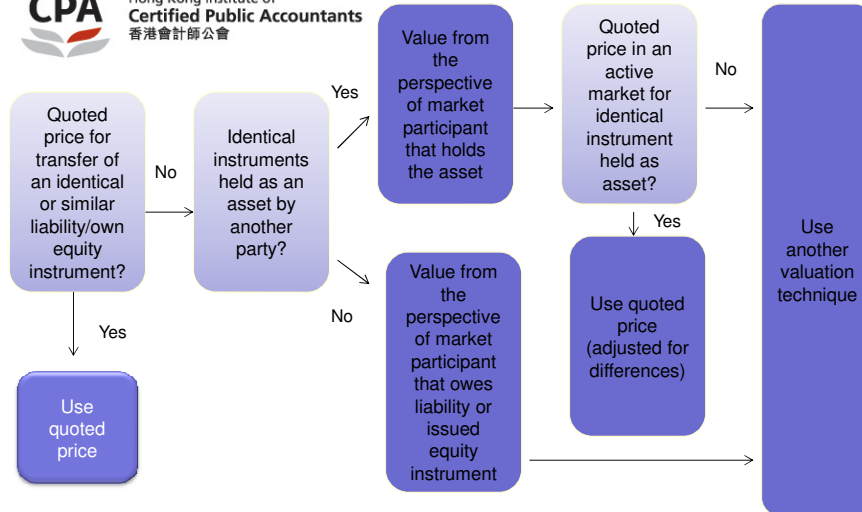 CPA
Hong Kong Institute of
Certified Public Accountants
香港會計師公會
Quoted
price for
transfer of
an identical
or similar
liability/own
equity
instrument?
No
Yes
Use
quoted
price
Identical
instruments
held as an
asset by
another
party?
Yes
No
Value from
the
perspective
of market
participant
that holds
the asset
Quoted
price in an
active
market for
identical
instrument
held as
asset?
No
Yes
Use quoted
price
(adjusted for
differences)
Value from
the
perspective
of market
participant
that owes
liability or
issued
equity
instrument
Use
another
valuation
technique